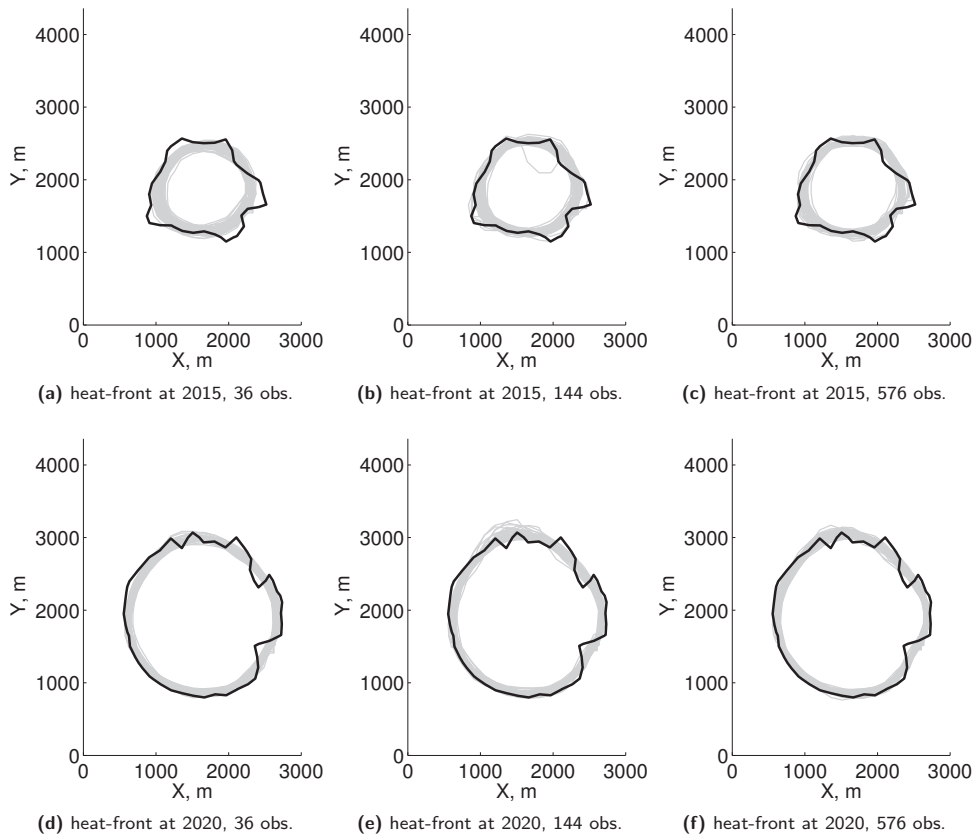 4000
3000
2000
1000
0
Y, m
0 1000 2000 3000
X, m
(a) heat-front at 2015, 36 obs.
4000
3000
2000
1000
0
Y, m
0 1000 2000 3000
X, m
(b) heat-front at 2015, 144 obs.
4000
3000
2000
1000
0
Y, m
0 1000 2000 3000
X, m
(c) heat-front at 2015, 576 obs.
4000
3000
2000
1000
0
Y, m
0 1000 2000 3000
X, m
(d) heat-front at 2020, 36 obs.
4000
3000
2000
1000
0
Y, m
0 1000 2000 3000
X, m
(e) heat-front at 2020, 144 obs.
4000
3000
2000
1000
0
Y, m
0 1000 2000 3000
X, m
(f) heat-front at 2020, 576 obs.